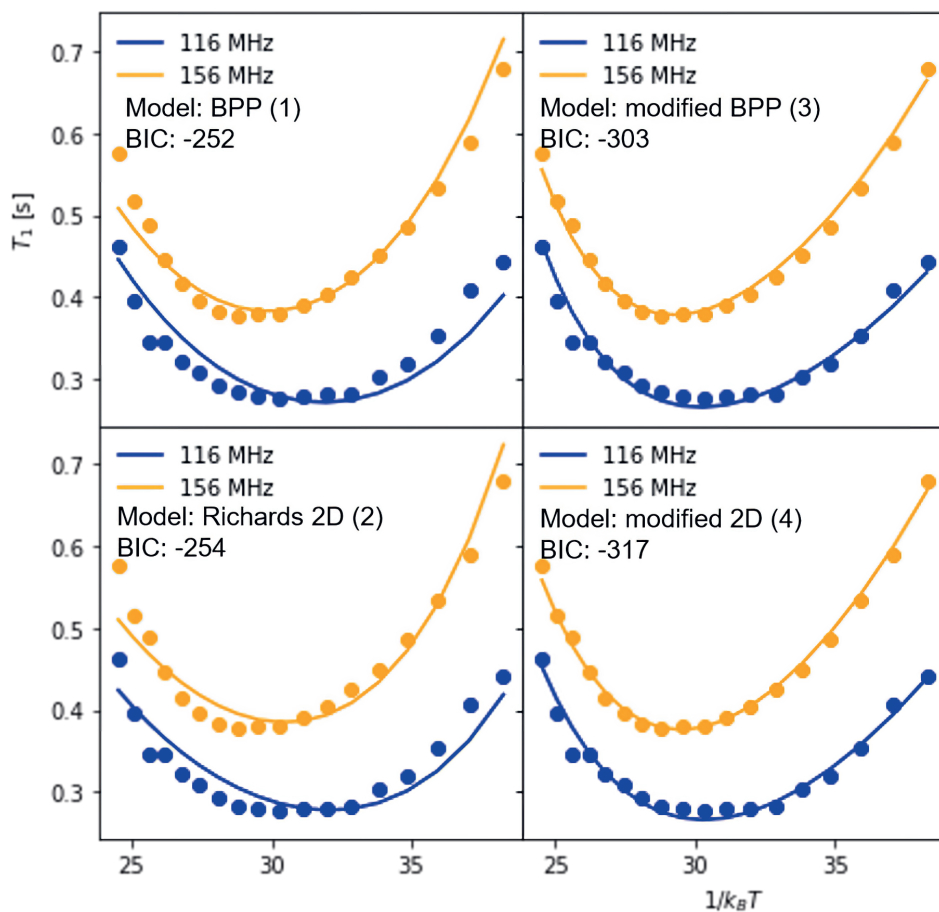 116 MHz
156 MHz
Model: BPP (1)
BIC: -252
116 MHz
156 MHz
Model: modified BPP (3)
BIC: -303
0.7
0.6
0.5
0.4
0.3
T₁ [s]
116 MHz
156 MHz
Model: Richards 2D (2)
BIC: -254
116 MHz
156 MHz
Model: modified 2D (4)
BIC: -317
0.7
0.6
0.5
0.4
0.3
25 30 35
25 30 35
1/k_BT